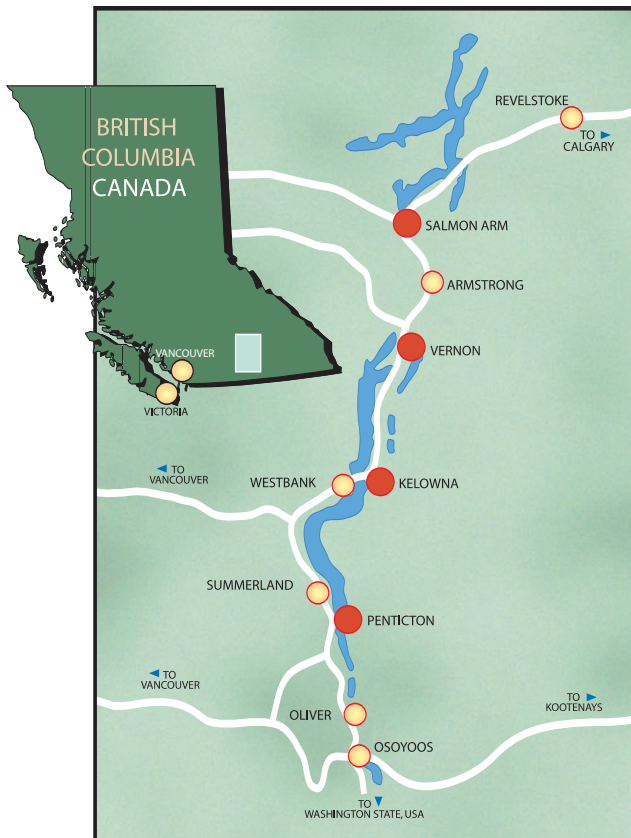 BRITISH
COLUMBIA
CANADA
VANCOUVER
VICTORIA
REVELSTOKE
TO
CALGARY
SALMON ARM
ARMSTRONG
VERNON
TO
VANCOUVER
WESTBANK
KELOWNA
SUMMERLAND
PENTICTON
TO
VANCOUVER
TO
KOOTENAYS
OLIVER
OSOYOOS
TO
WASHINGTON STATE, USA